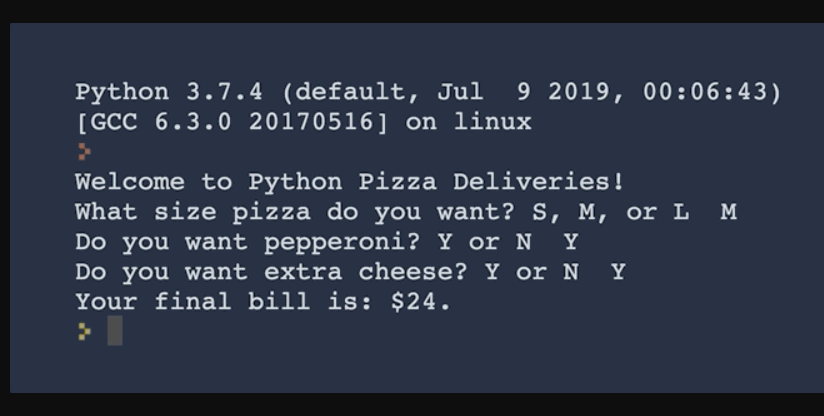 Python 3.7.4 (default, Jul  9 2019, 00:06:43)
[GCC 6.3.0 20170516] on linux
>
Welcome to Python Pizza Deliveries!
What size pizza do you want? S, M, or L  M
Do you want pepperoni? Y or N  Y
Do you want extra cheese? Y or N  Y
Your final bill is: $24.
>